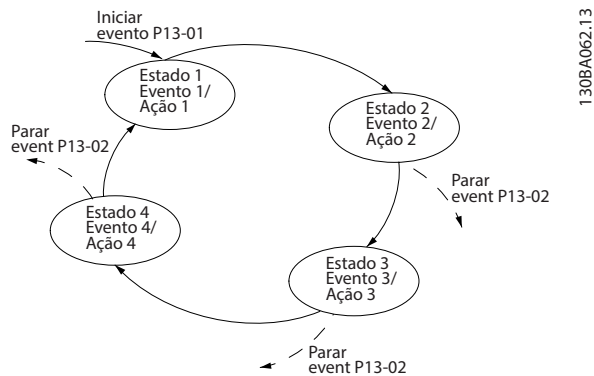 Iniciar
evento P13-01
Estado 1
Evento 1/
Ação 1
Estado 2
Evento 2/
Ação 2
Parar
event P13-02
Estado 3
Evento 3/
Ação 3
Parar
event P13-02
Estado 4
Evento 4/
Ação 4
Parar
event P13-02
130BA062.13